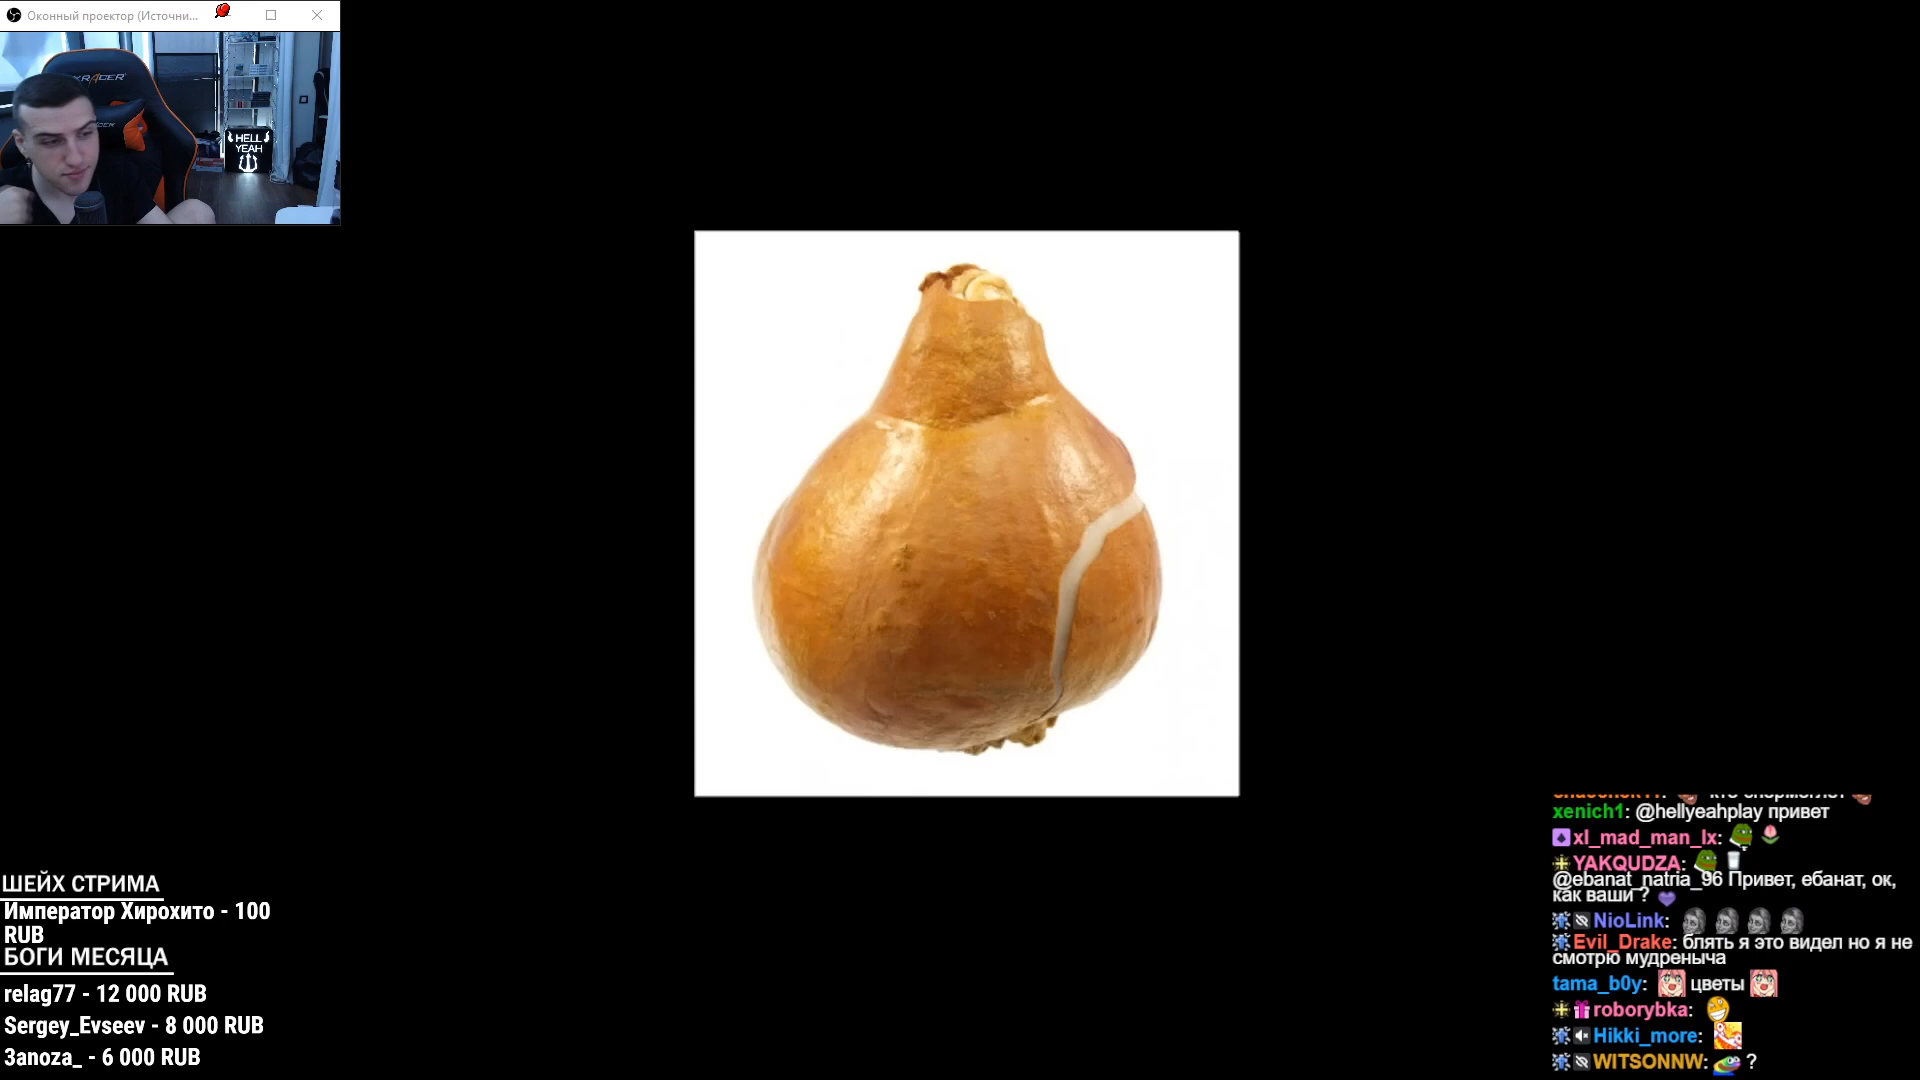 Оконный проектор (Источни...
XRACER
HELL
YEAH
ШЕЙХ СТРИМА
Император Хирохито - 100
RUB
БОГИ МЕСЯЦА
relag77 - 12 000 RUB
Sergey_Evseev - 8 000 RUB
3anoza_ - 6 000 RUB
xenich1: @hellyeahplay привет
xl_mad_man_lx:
YAKQUDZA:
@ebanat_natria_96 Привет, ебанат, ок,
как ваши ?
NioLink:
Evil_Drake: блять я это видел но я не
смотрю мудреныча
tama_b0y: цветы
roborybka:
Hikki_more:
WITSONNW: ?